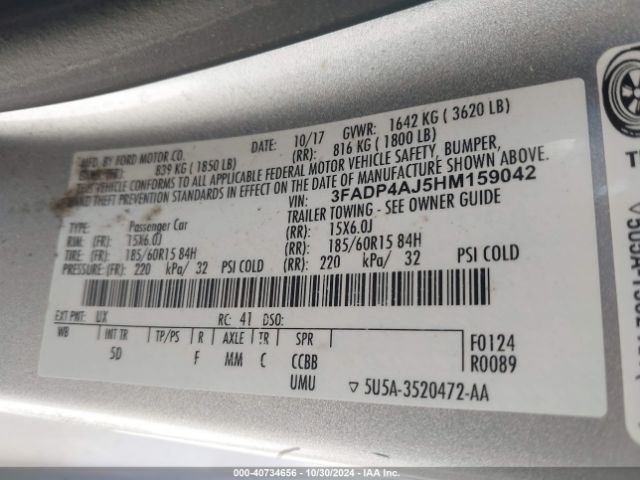 MFD. BY FORD MOTOR CO. DATE: 10/17 GVWR: 1642 KG ( 3620 LB)
839 KG ( 1850 LB) (RR): 816 KG ( 1800 LB)
THIS VEHICLE CONFORMS TO ALL APPLICABLE FEDERAL MOTOR VEHICLE SAFETY, BUMPER,
AND THEFT PREVENTION STANDARDS IN EFFECT ON THE DATE OF MANUFACTURE SHOWN ABOVE.
VIN: 3FADP4AJ5HM159042
TYPE: Passenger Car TRAILER TOWING - SEE OWNER GUIDE
RIM: (FR): 15X6.0J (RR): 15X6.0J
TIRE: (FR): 185/60R15 84H (RR): 185/60R15 84H
PRESSURE: (FR): 220 kPa/ 32 PSI COLD (RR): 220 kPa/ 32 PSI COLD
EXT PNT: UX RC: 41 DSO:
WB INT TR TP/PS R AXLE TR SPR F0124
5D F MM C CCBB R0089
UMU ▽ 5U5A-3520472-AA
000-40734656 - 10/30/2024 - IAA Inc.